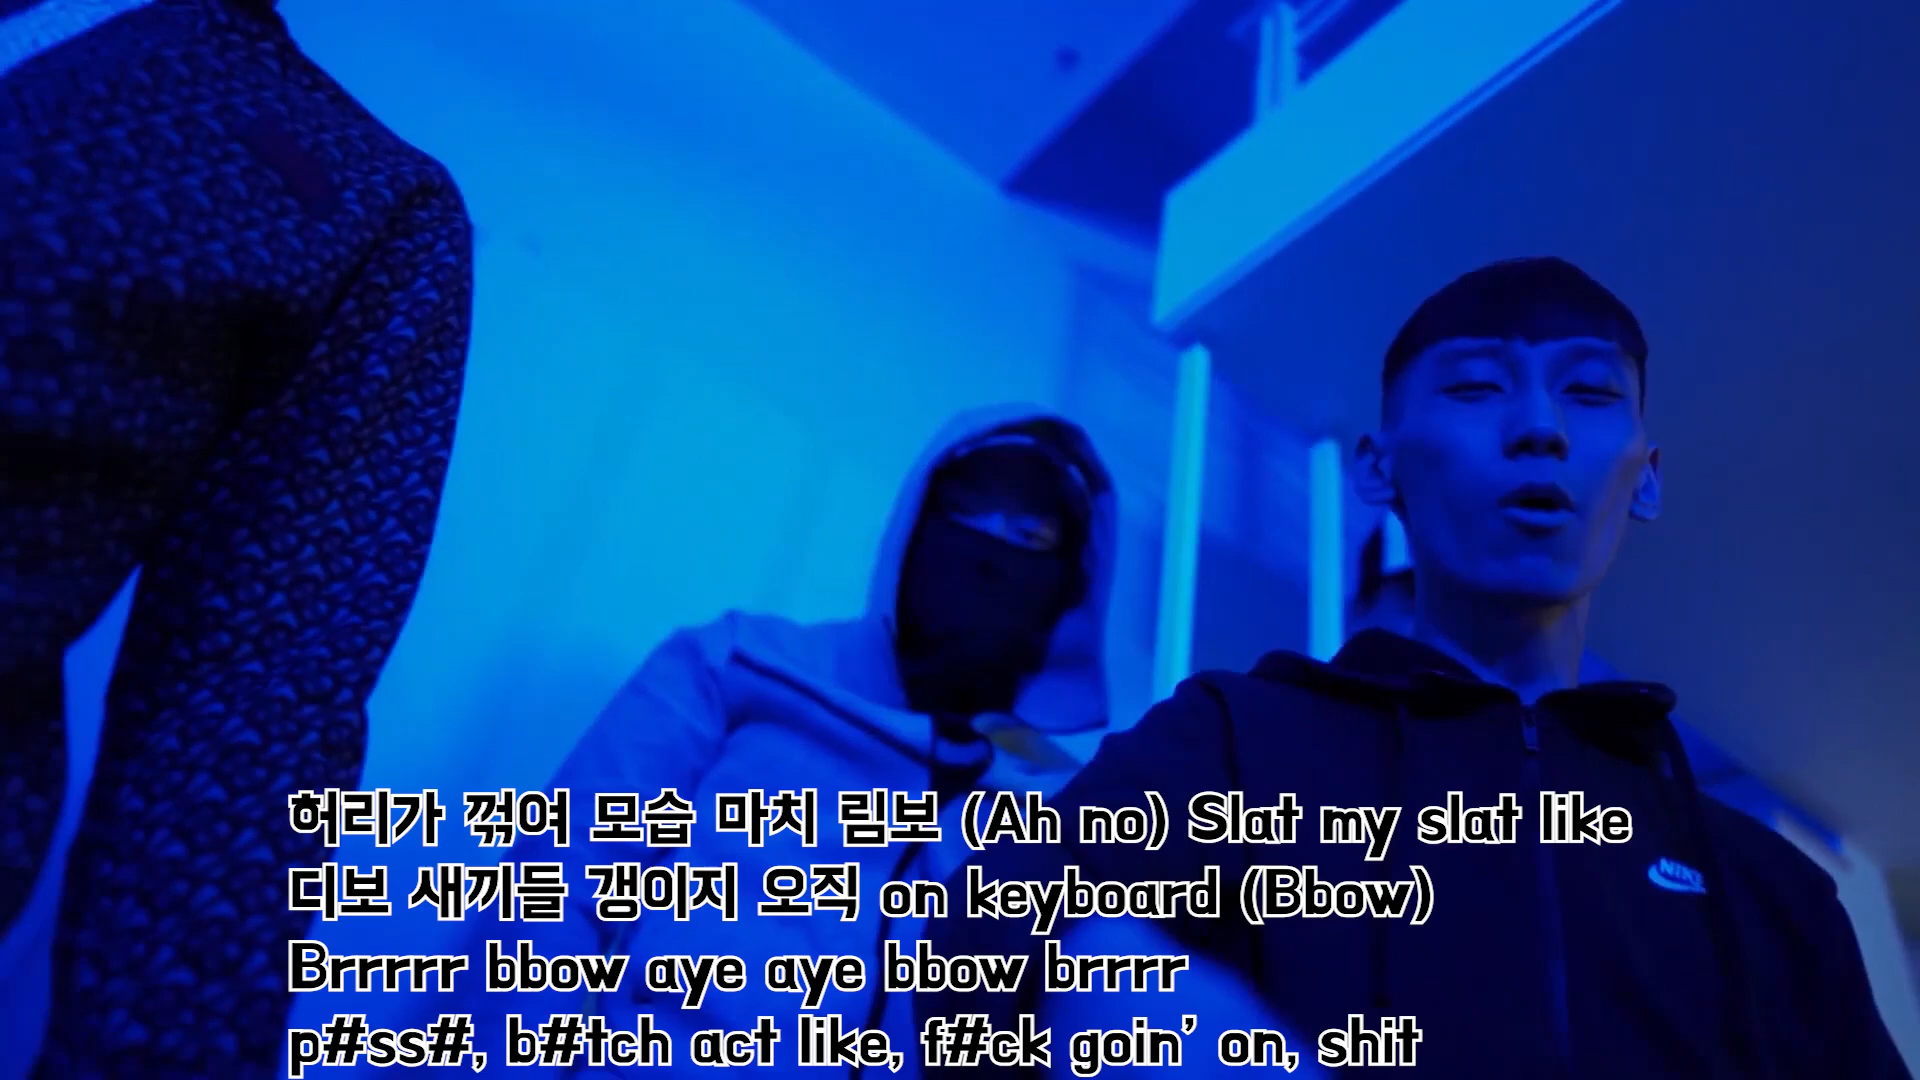 허리가 꺾여 모습 마치 림보 (Ah no) Slat my slat like
디보 새끼들 갱이지 오직 on keyboard (Bbow)
Brrrrr bbow aye aye bbow brrrr
p#ss#, b#tch act like, f#ck goin’ on, shit
NIKE